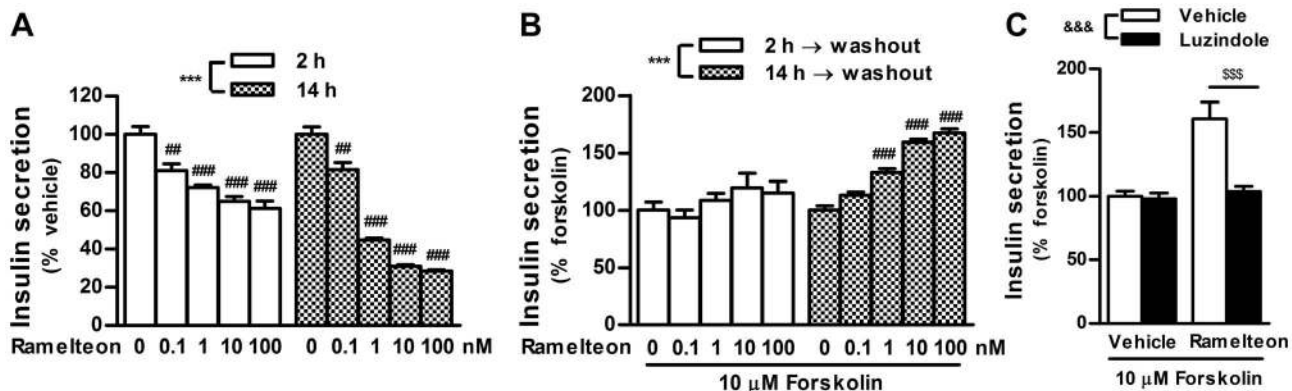 A
2 h
***
14 h
Insulin secretion
(% vehicle)
120
100
80
60
40
20
0
##
###
###
###
##
###
###
###
Ramelteon 0 0.1 1 10 100 0 0.1 1 10 100 nM
B
2 h → washout
***
14 h → washout
Insulin secretion
(% forskolin)
200
150
100
50
0
###
###
###
Ramelteon 0 0.1 1 10 100 0 0.1 1 10 100 nM
10 μM Forskolin
C
Vehicle
&&&
Luzindole
$$$
Insulin secretion
(% forskolin)
200
150
100
50
0
Vehicle Ramelteon
10 μM Forskolin